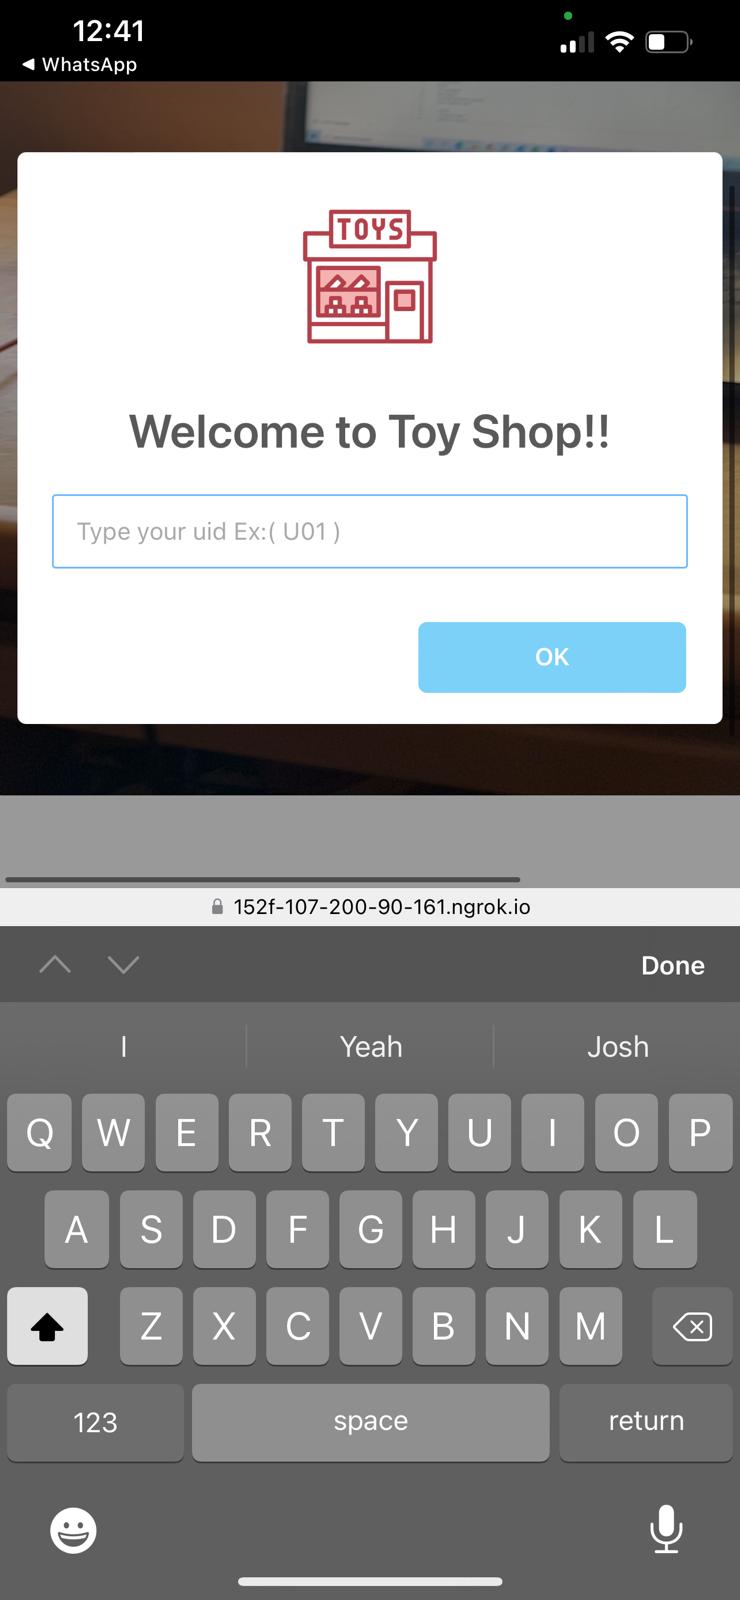 12:41
◀ WhatsApp
TOYS
Welcome to Toy Shop!!
Type your uid Ex:( U01 )
OK
152f-107-200-90-161.ngrok.io
Done
I Yeah Josh
Q W E R T Y U I O P
A S D F G H J K L
Z X C V B N M
123 space return